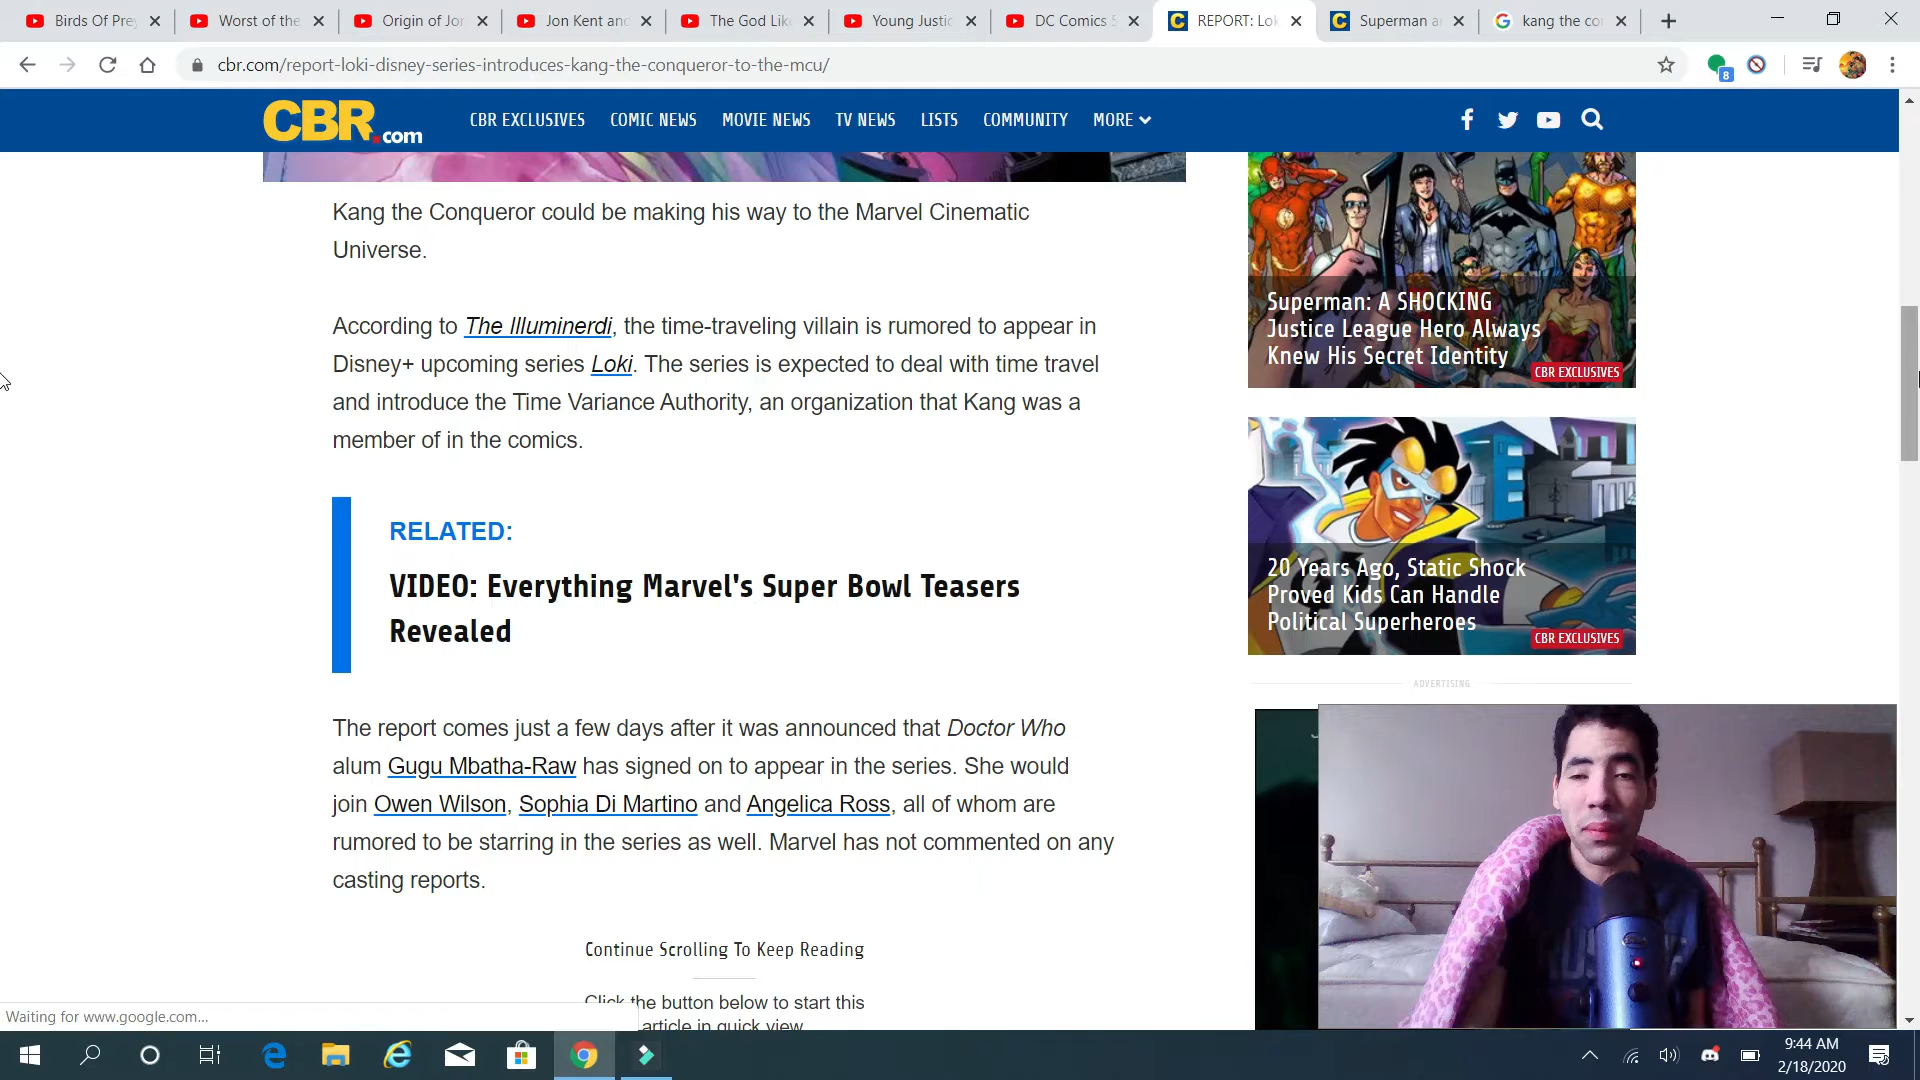 Birds Of Prey
Worst of the
Origin of Jor
Jon Kent and
The God Like
Young Justic
DC Comics 5
REPORT: Lok
Superman a
kang the co
cbr.com/report-loki-disney-series-introduces-kang-the-conqueror-to-the-mcu/
8
CBR.com
CBR EXCLUSIVES
COMIC NEWS
MOVIE NEWS
TV NEWS
LISTS
COMMUNITY
MORE
Kang the Conqueror could be making his way to the Marvel Cinematic
Universe.
According to The Illuminerdi, the time-traveling villain is rumored to appear in
Disney+ upcoming series Loki. The series is expected to deal with time travel
and introduce the Time Variance Authority, an organization that Kang was a
member of in the comics.
RELATED:
VIDEO: Everything Marvel's Super Bowl Teasers
Revealed
The report comes just a few days after it was announced that Doctor Who
alum Gugu Mbatha-Raw has signed on to appear in the series. She would
join Owen Wilson, Sophia Di Martino and Angelica Ross, all of whom are
rumored to be starring in the series as well. Marvel has not commented on any
casting reports.
Continue Scrolling To Keep Reading
Click the button below to start this
article in quick view.
Superman: A SHOCKING
Justice League Hero Always
Knew His Secret Identity
CBR EXCLUSIVES
20 Years Ago, Static Shock
Proved Kids Can Handle
Political Superheroes
CBR EXCLUSIVES
ADVERTISING
Waiting for www.google.com...
9:44 AM
2/18/2020